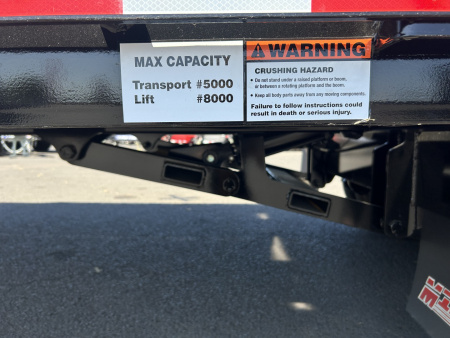 MAX CAPACITY
Transport #5000
Lift #8000
WARNING
CRUSHING HAZARD
• Do not stand under a raised platform or boom,
or between a rotating platform and the boom.
• Keep all body parts away from any moving components.
Failure to follow instructions could
result in death or serious injury.